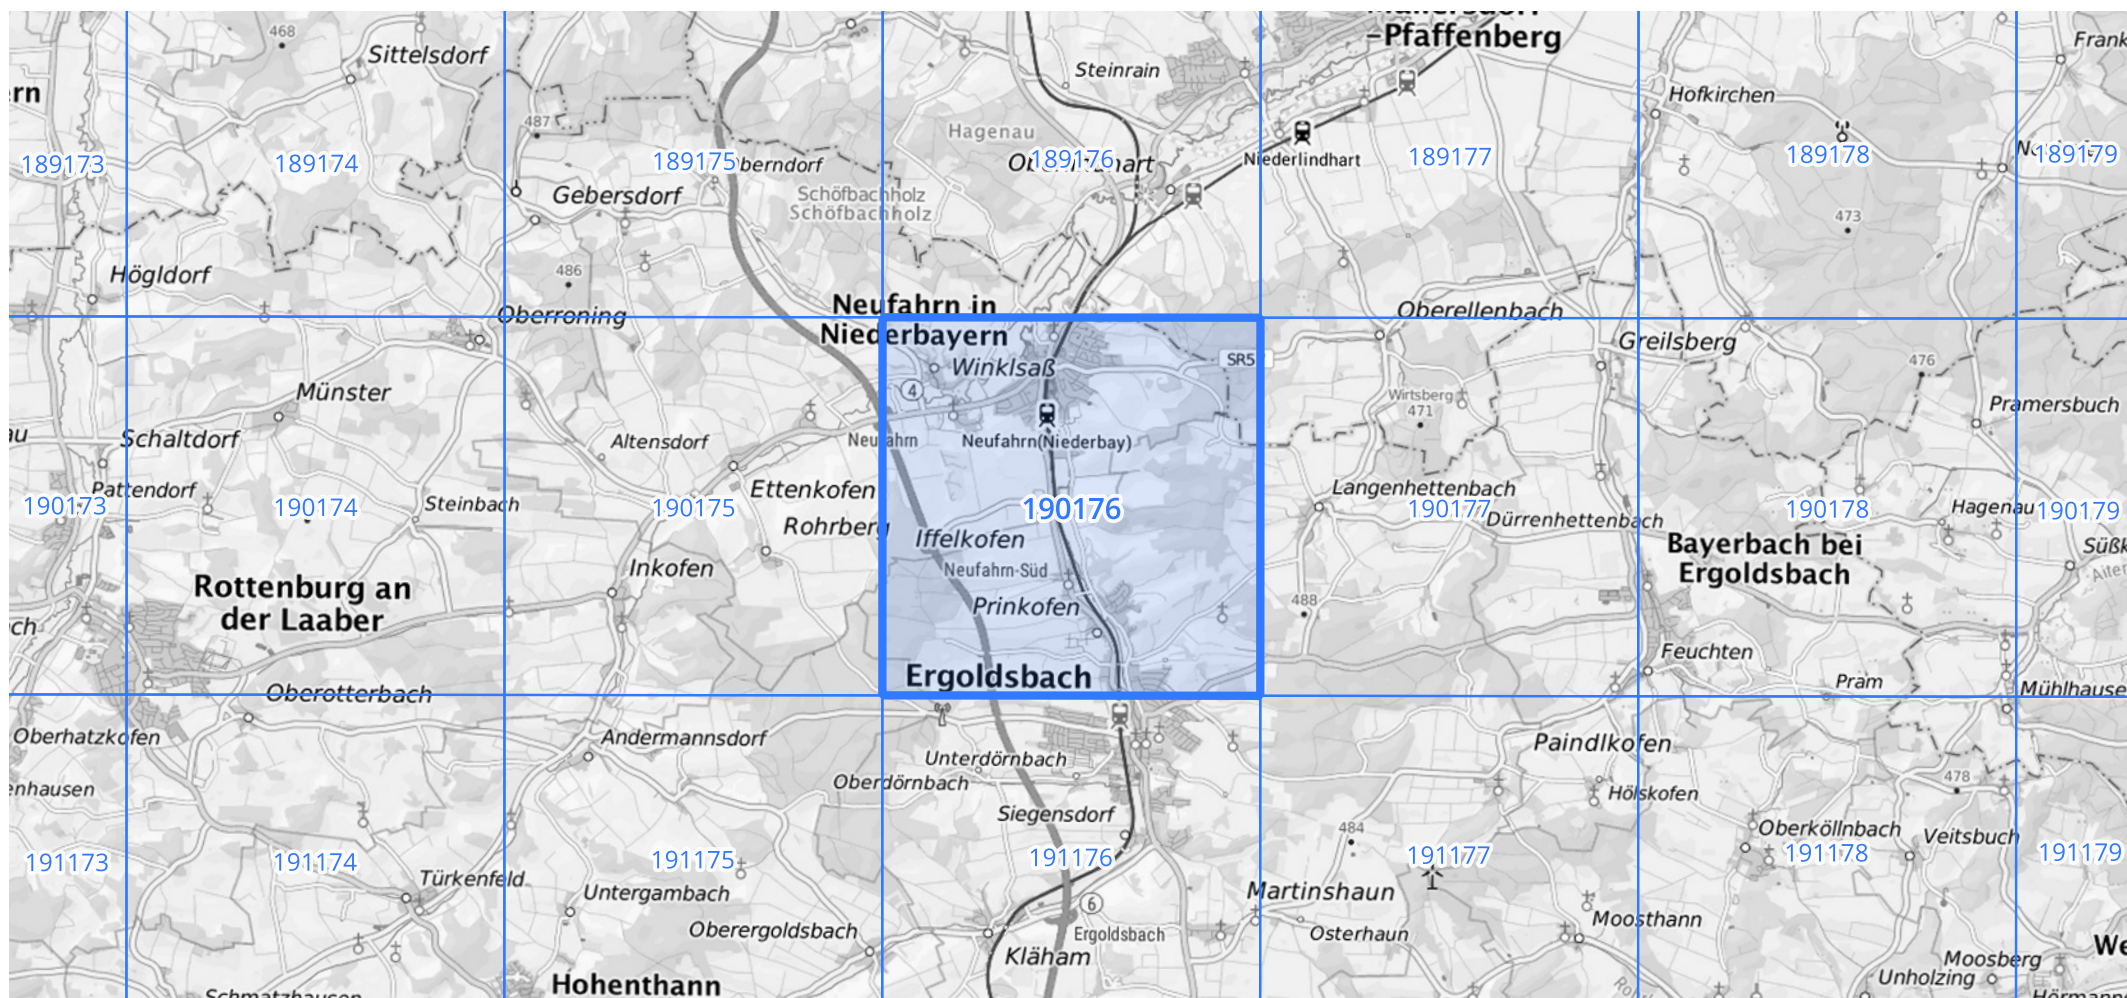 -Pfaffenberg
468
Sittelsdorf
Steinrain
Hofkirchen
487
Hagenau
189173
189174
189175
189176
189177
189178
189179
Niederlindhart
Gebersdorf
Schöfbachholz
Schöfbachholz
473
Högldorf
486
Oberroning
Neufahrn in
Niederbayern
Oberellenbach
Greilsberg
Winklsaß
SR5
476
4
Münster
Wirtsberg
471
Pramersbuch
Schaltdorf
Altensdorf
Neufahrn
Neufahrn(Niederbay)
Pattendorf
Steinbach
Ettenkofen
Langenhettenbach
Hagenau
190173
190174
190175
190176
190177
190178
190179
Rohrberg
Dürrenhettenbach
Iffelkofen
Bayerbach bei
Ergoldsbach
Neufahrn-Süd
Inkofen
Rottenburg an
der Laaber
Prinkofen
488
Feuchten
Ergoldsbach
Pram
Oberotterbach
Oberhatzkofen
Andermannsdorf
Paindlkofen
Unterdörnbach
Oberdörnbach
478
Hölskofen
Siegensdorf
484
Oberköllnbach
Veitsbuch
191173
191174
191175
191176
191177
191178
191179
Türkenfeld
Untergambach
Martinshaun
6
Moosthann
Oberergoldsbach
Ergoldsbach
Osterhaun
Kläham
Moosberg
Hohenthann
Unholzing